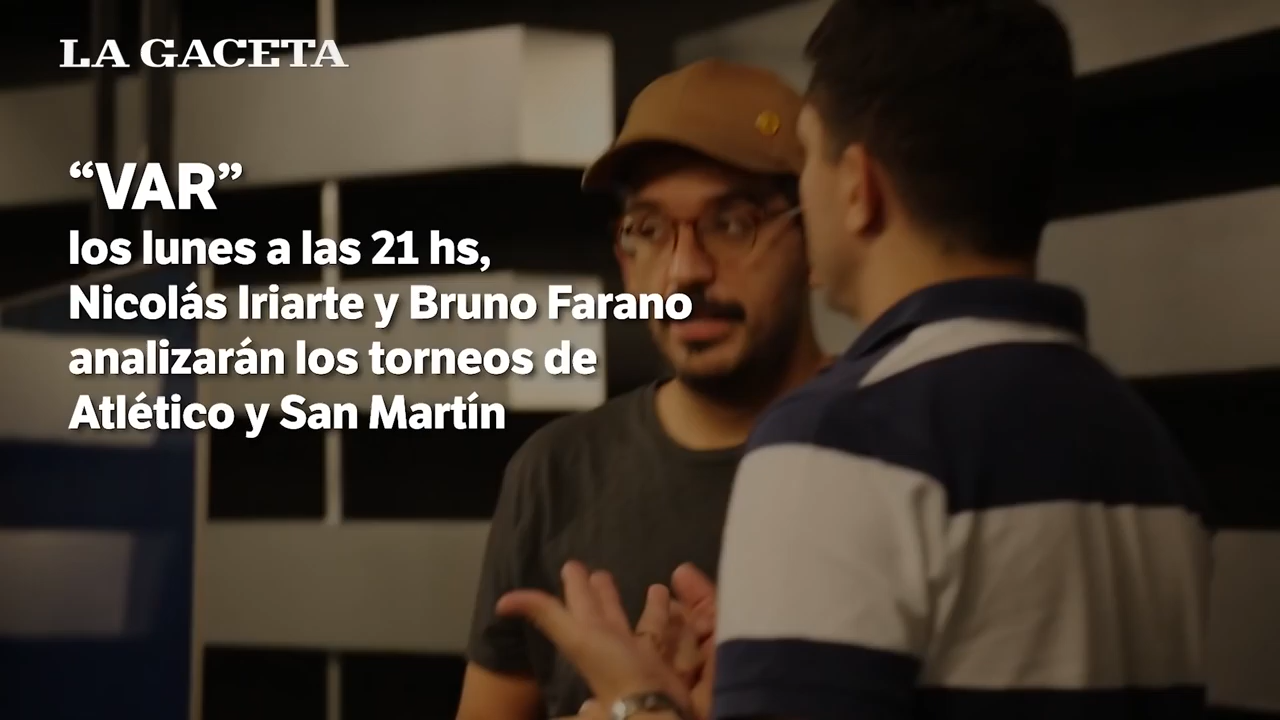 LA GACETA
“VAR”
los lunes a las 21 hs,
Nicolás Iriarte y Bruno Farano
analizarán los torneos de
Atlético y San Martín